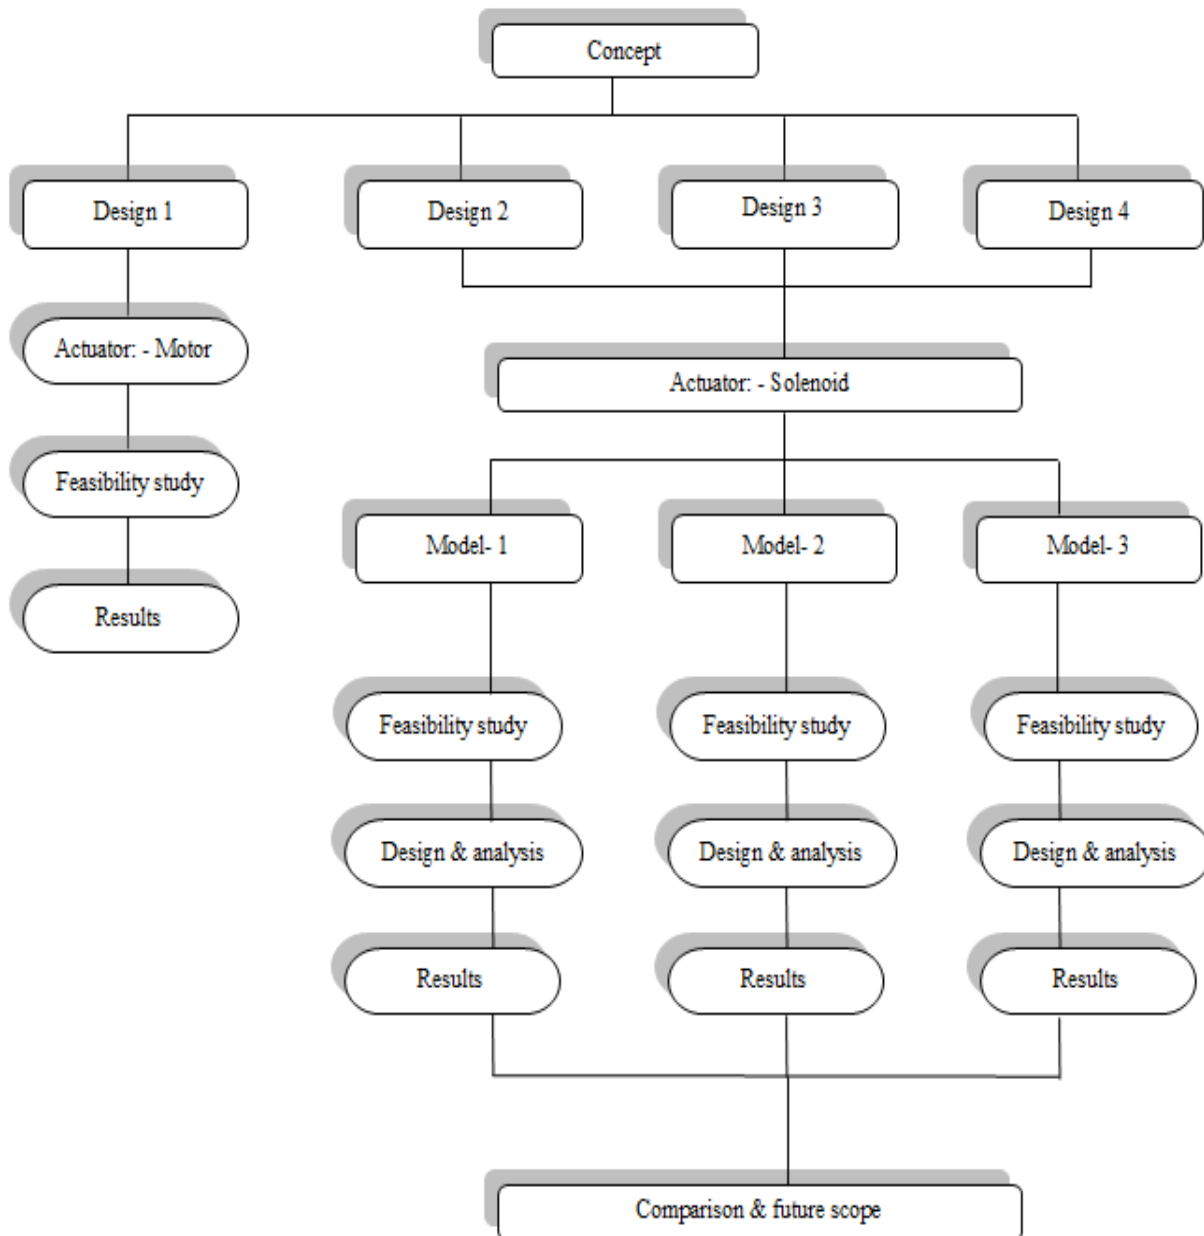 Concept
Design 1
Design 2
Design 3
Design 4
Actuator: - Motor
Actuator: - Solenoid
Feasibility study
Model- 1
Model- 2
Model- 3
Results
Feasibility study
Feasibility study
Feasibility study
Design & analysis
Design & analysis
Design & analysis
Results
Results
Results
Comparison & future scope